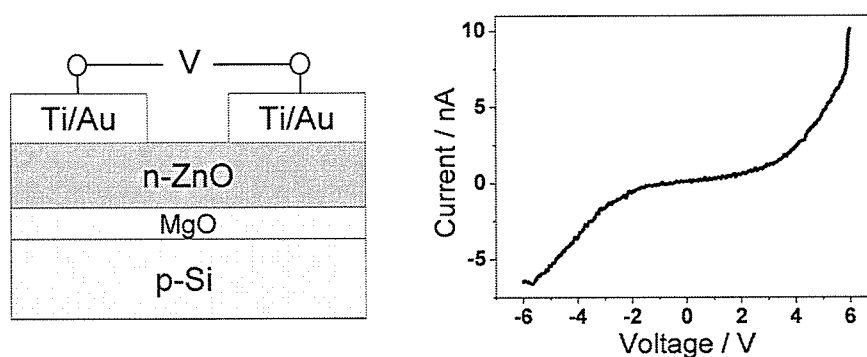 V
Ti/Au Ti/Au
n-ZnO
MgO
p-Si
Current / nA
10
5
0
-5
-6 -4 -2 0 2 4 6
Voltage / V